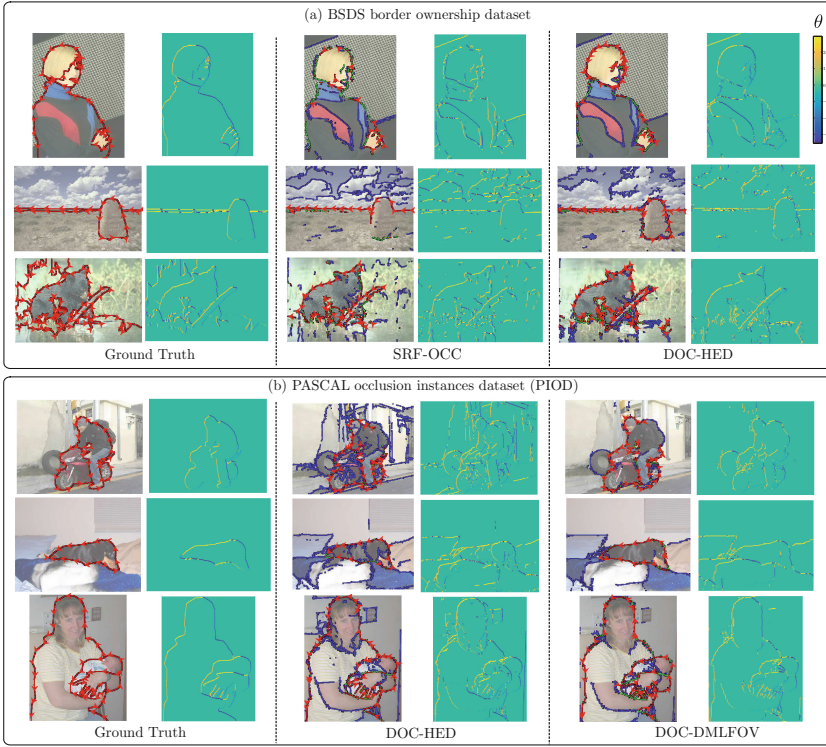 (a) BSDS border ownership dataset
θ
Ground Truth
SRF-OCC
DOC-HED
(b) PASCAL occlusion instances dataset (PIOD)
Ground Truth
DOC-HED
DOC-DMLFOV